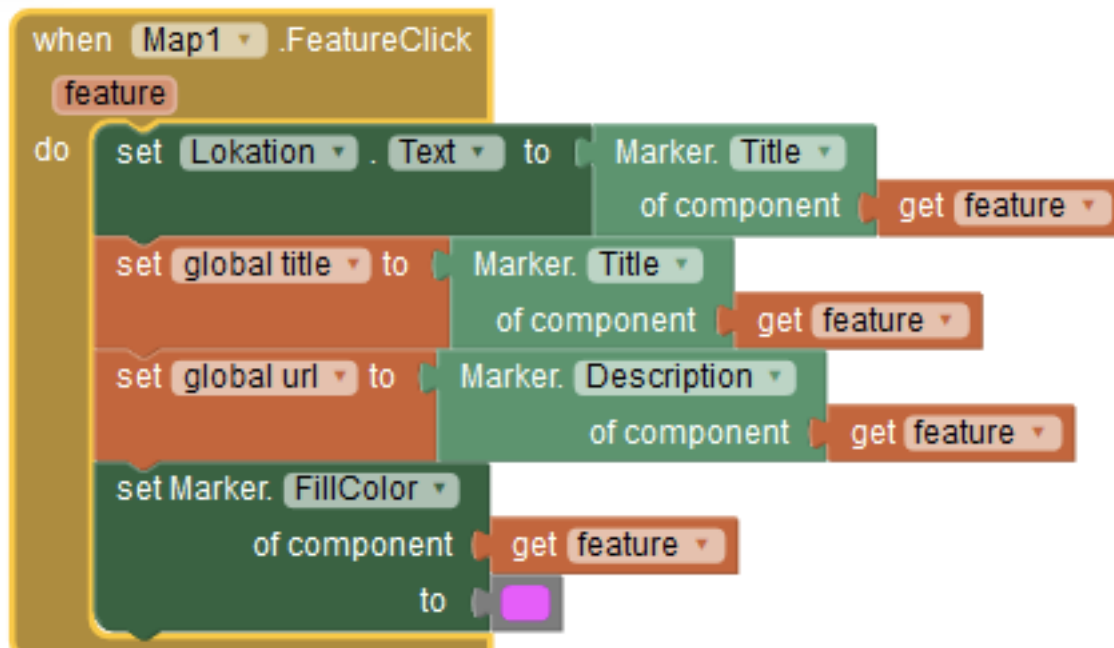 when Map1 .FeatureClick
feature
do set Lokation . Text to Marker. Title
of component get feature
set global title to Marker. Title
of component get feature
set global url to Marker. Description
of component get feature
set Marker. FillColor
of component get feature
to